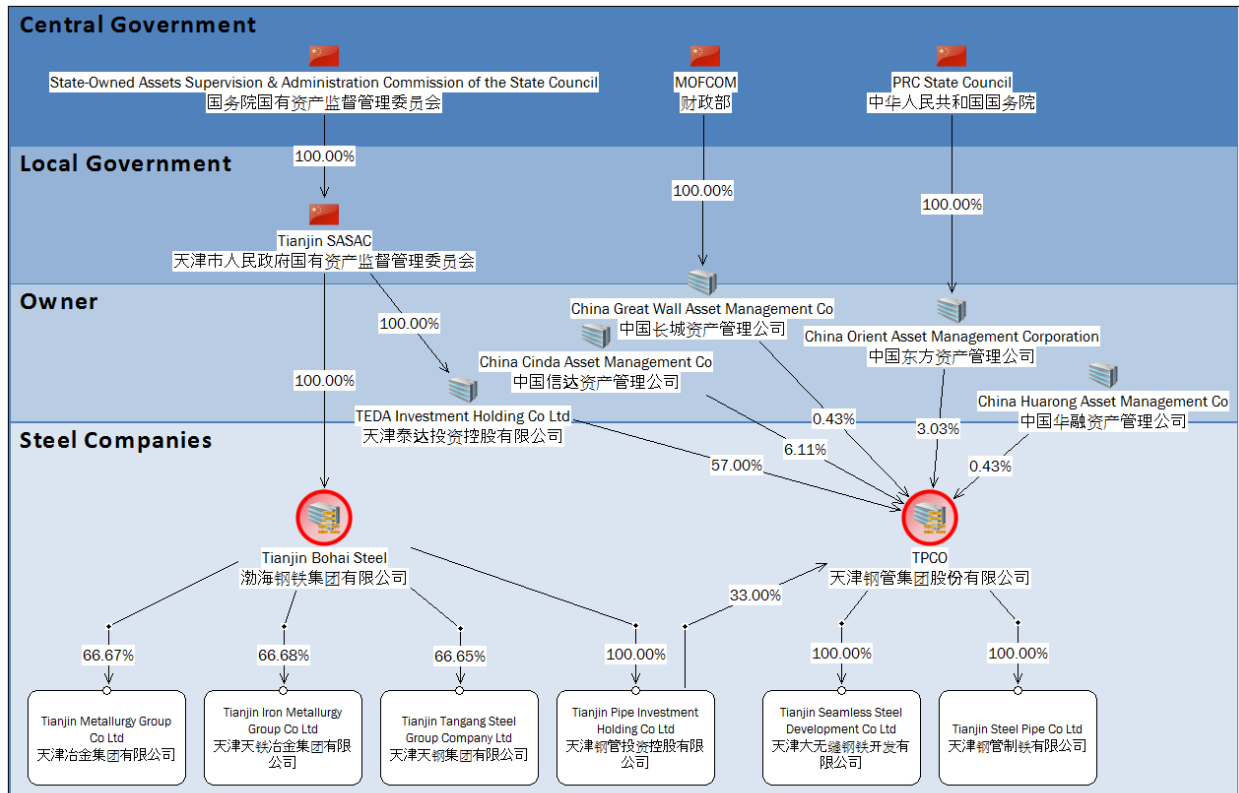 Central Government
State-Owned Assets Supervision & Administration Commission of the State Council
国务院国有资产监督管理委员会
MOFCOM
财政部
PRC State Council
中华人民共和国国务院
100.00%
Local Government
100.00%
100.00%
Tianjin SASAC
天津市人民政府国有资产监督管理委员会
Owner
100.00%
100.00%
China Great Wall Asset Management Co
中国长城资产管理公司
China Orient Asset Management Corporation
中国东方资产管理公司
China Cinda Asset Management Co
中国信达资产管理公司
China Huarong Asset Management Co
中国华融资产管理公司
TEDA Investment Holding Co Ltd
天津泰达投资控股有限公司
0.43%
3.03%
6.11%
57.00%
0.43%
Steel Companies
Tianjin Bohai Steel
渤海钢铁集团有限公司
TPCO
天津钢管集团股份有限公司
33.00%
66.67%
66.68%
66.65%
100.00%
100.00%
100.00%
Tianjin Metallurgy Group
Co Ltd
天津冶金集团有限公司
Tianjin Iron Metallurgy
Group Co Ltd
天津天铁冶金集团有限
公司
Tianjin Tangang Steel
Group Company Ltd
天津天钢集团有限公司
Tianjin Pipe Investment
Holding Co Ltd
天津钢管投资控股有限
公司
Tianjin Seamless Steel
Development Co Ltd
天津大无缝钢铁开发有
限公司
Tianjin Steel Pipe Co Ltd
天津钢管制铁有限公司